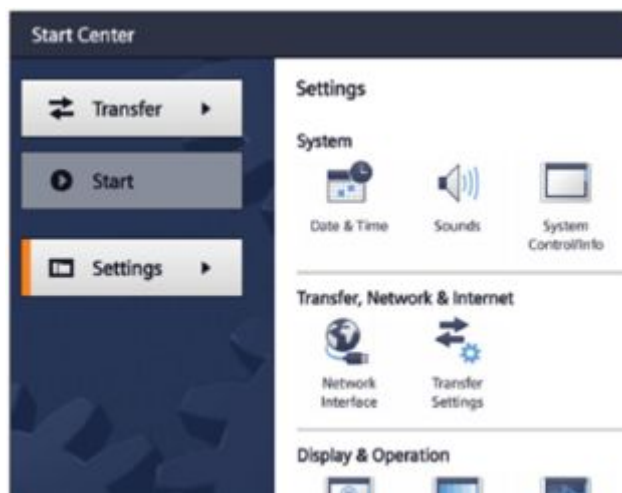 Start Center
Transfer
Start
Settings
Settings
System
Date & Time
Sounds
System
Control/Info
Transfer, Network & Internet
Network
Interface
Transfer
Settings
Display & Operation